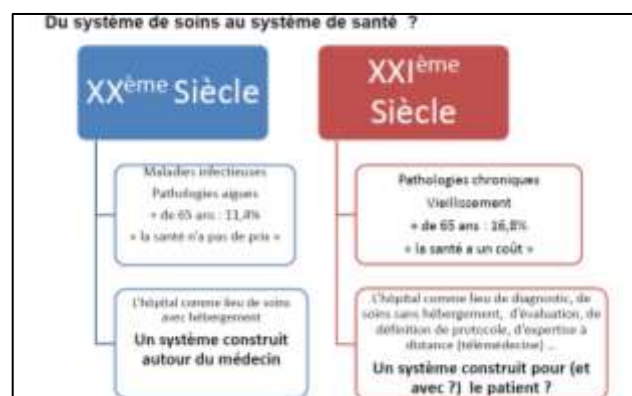 Du système de soins au système de santé ?
XXème Siècle
Maladies infectieuses
Pathologies aigues
+ de 65 ans : 11,4%
« la santé n'a pas de prix »
L'hôpital comme lieu de soins
avec hébergement
Un système construit
autour du médecin
XXIème
Siècle
Pathologies chroniques
Vieillissement
+ de 65 ans : 16,8%
« la santé a un coût »
L'hôpital comme lieu de diagnostic, de
soins sans hébergement, d'évaluation, de
définition de protocole, d'expertise à
distance (télémédecine) ...
Un système construit pour (et
avec ?) le patient ?